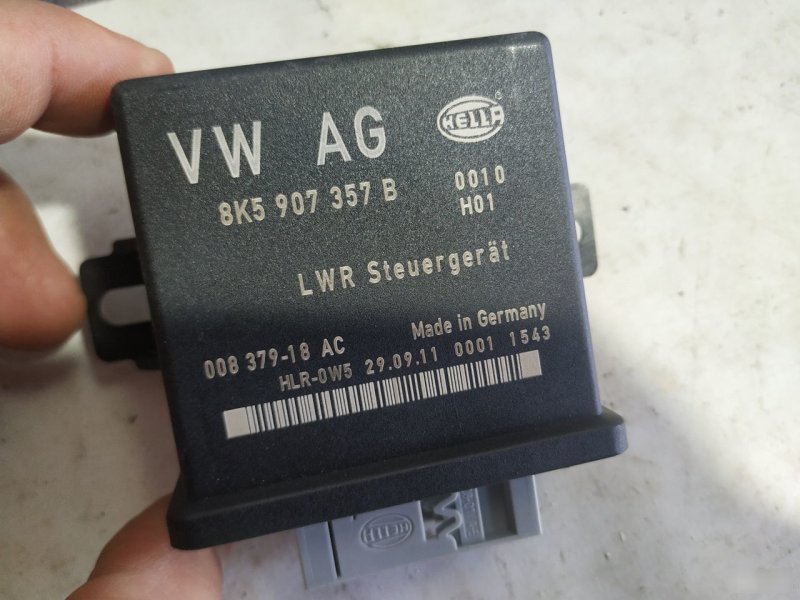 VW AG
HELLA
8K5 907 357 B
0010
H01
LWR Steuergerät
008 379-18 AC
Made in Germany
HLR-0W5 29.09.11 0001 1543
HELLA